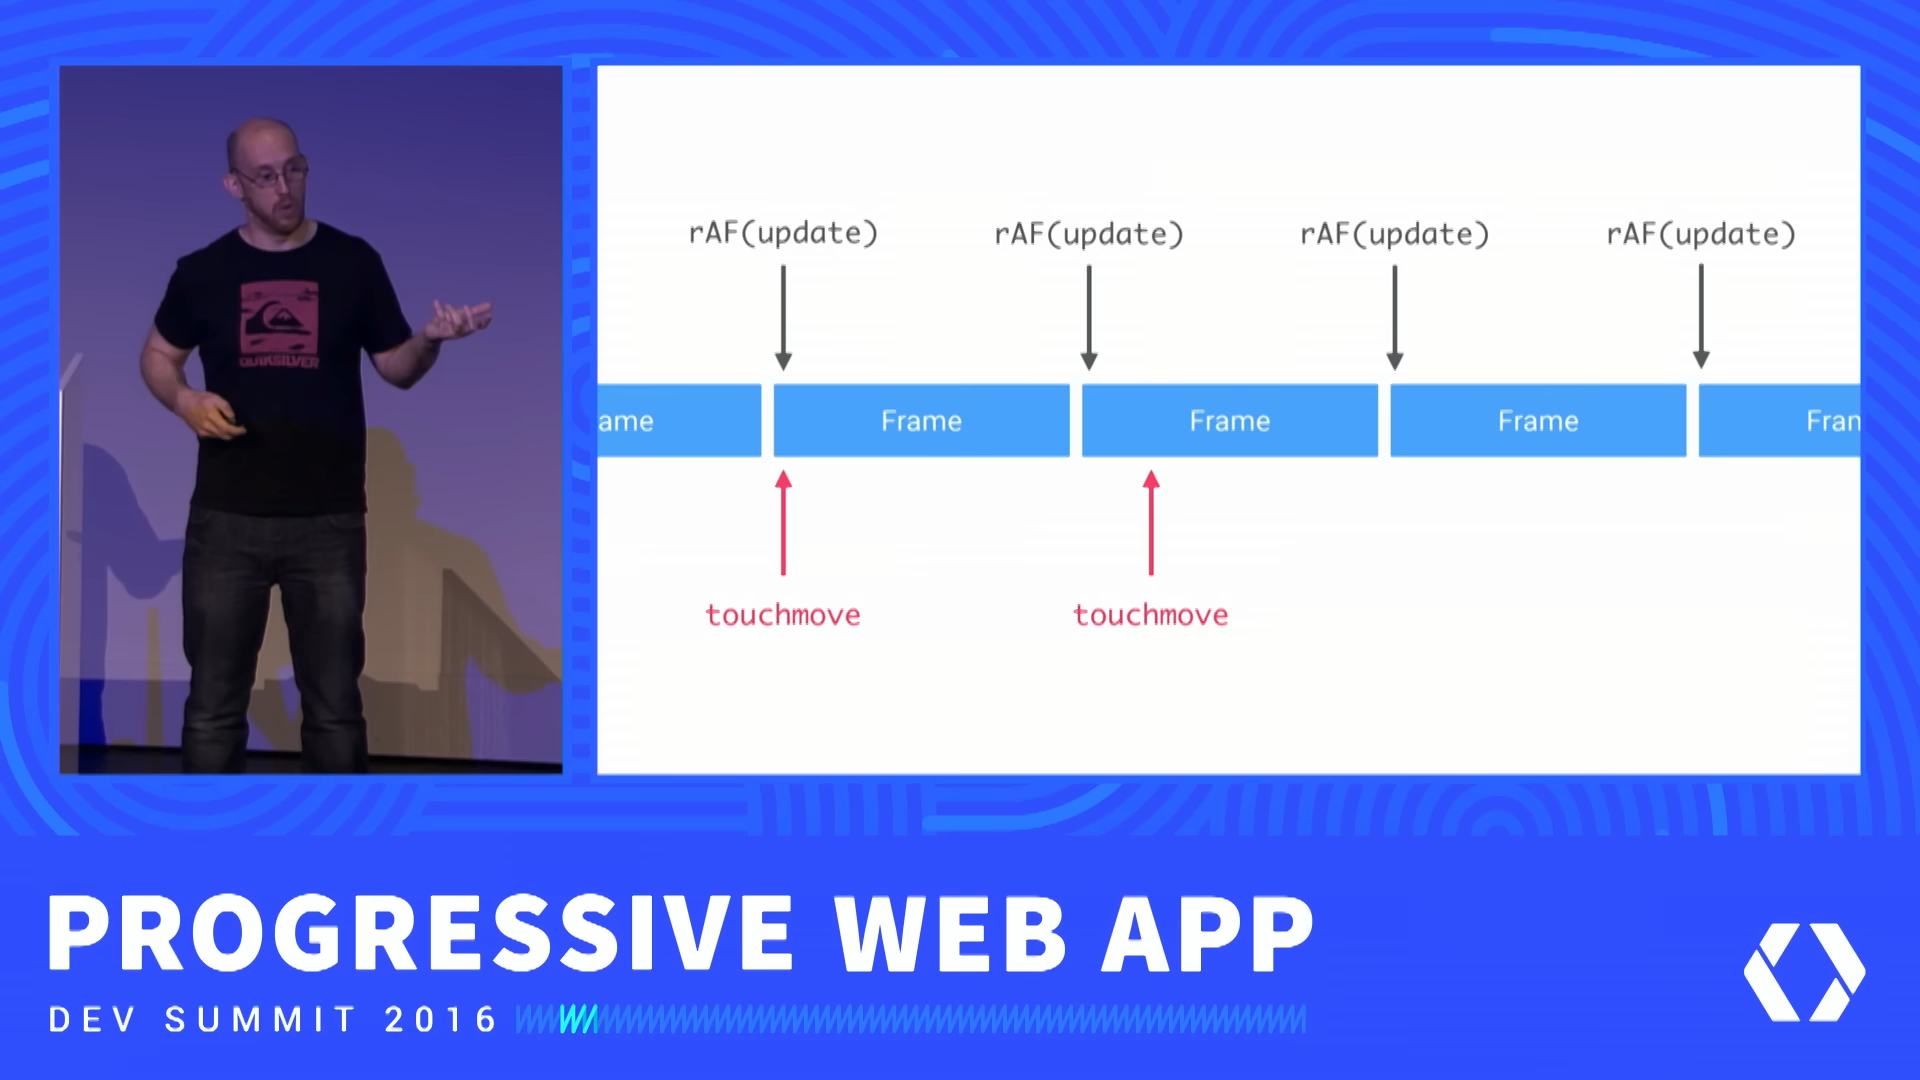 QUIKSILVER
rAF(update) rAF(update) rAF(update) rAF(update)
ame Frame Frame Frame Fran
touchmove touchmove
PROGRESSIVE WEB APP
DEV SUMMIT 2016